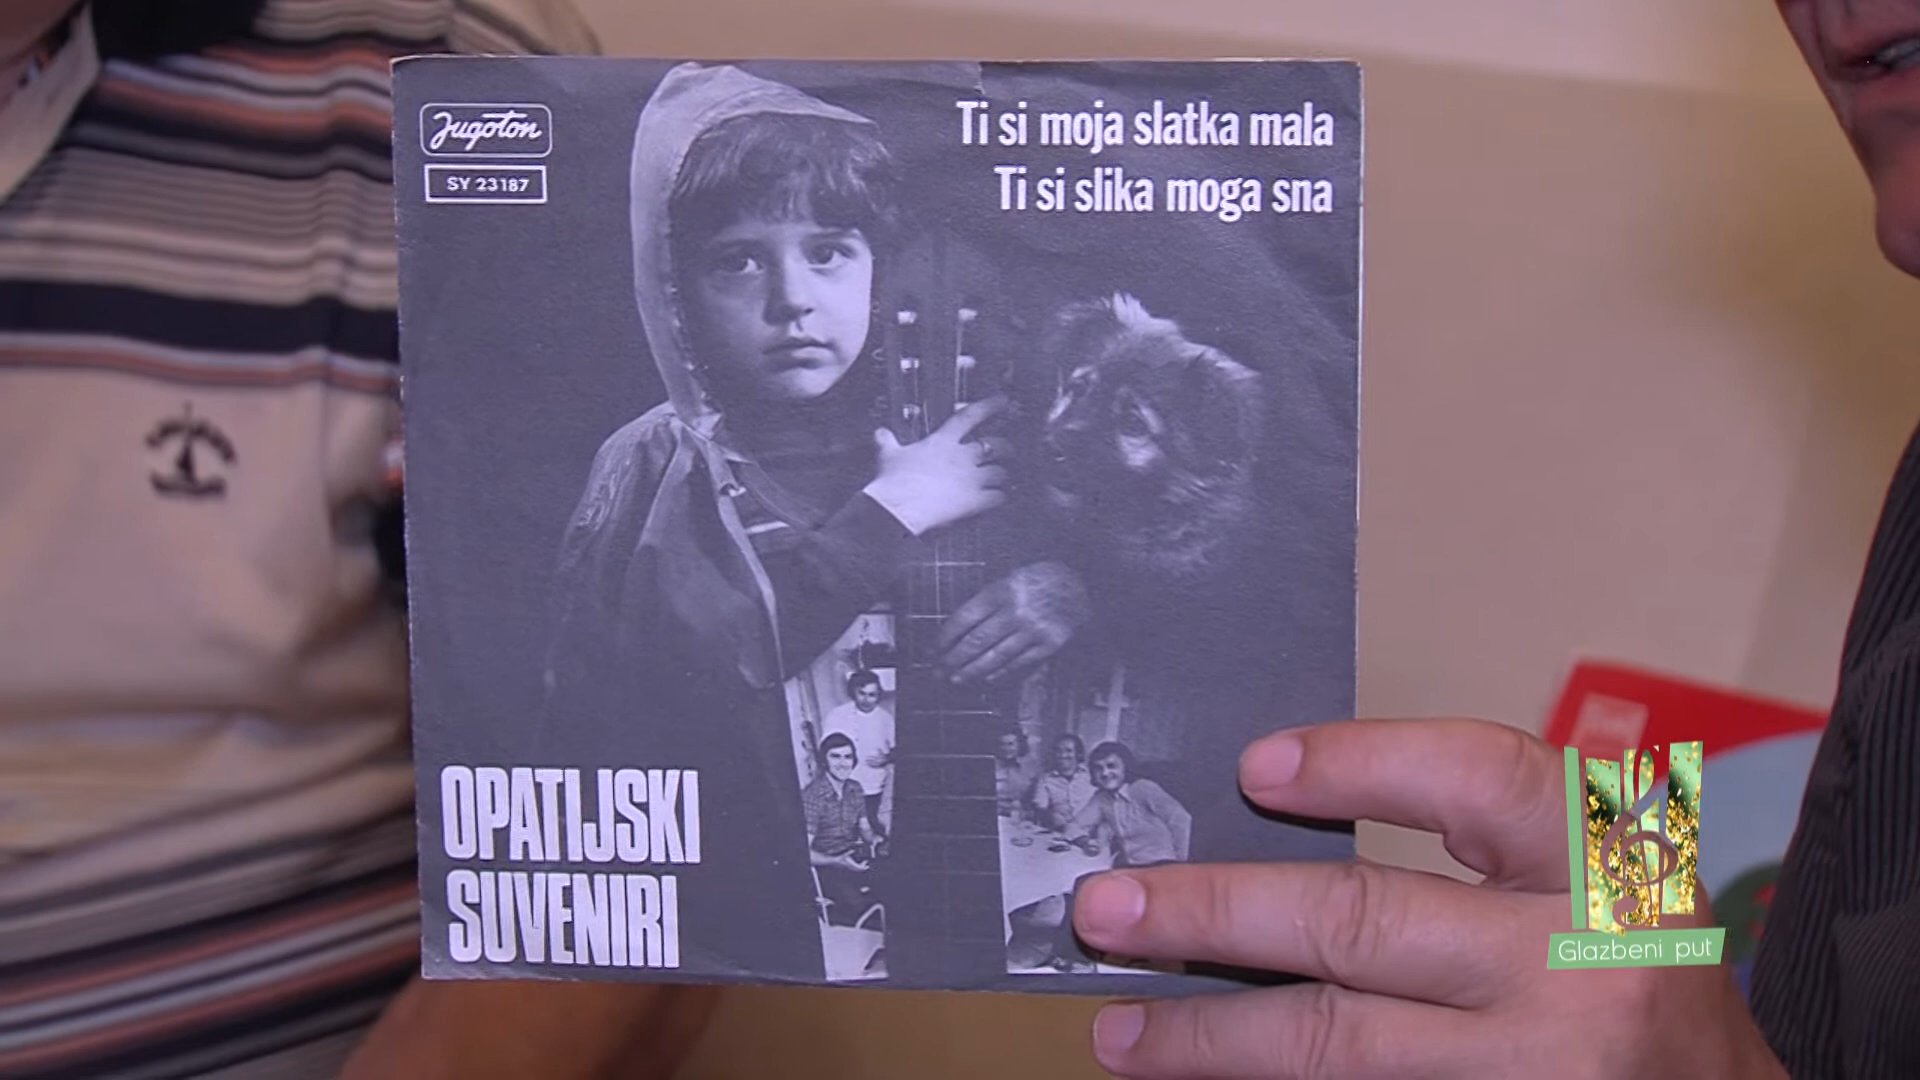 Jugoton
SY 23187
Ti si moja slatka mala
Ti si slika moga sna
OPATIJSKI
SUVENIRI
Glazbeni put